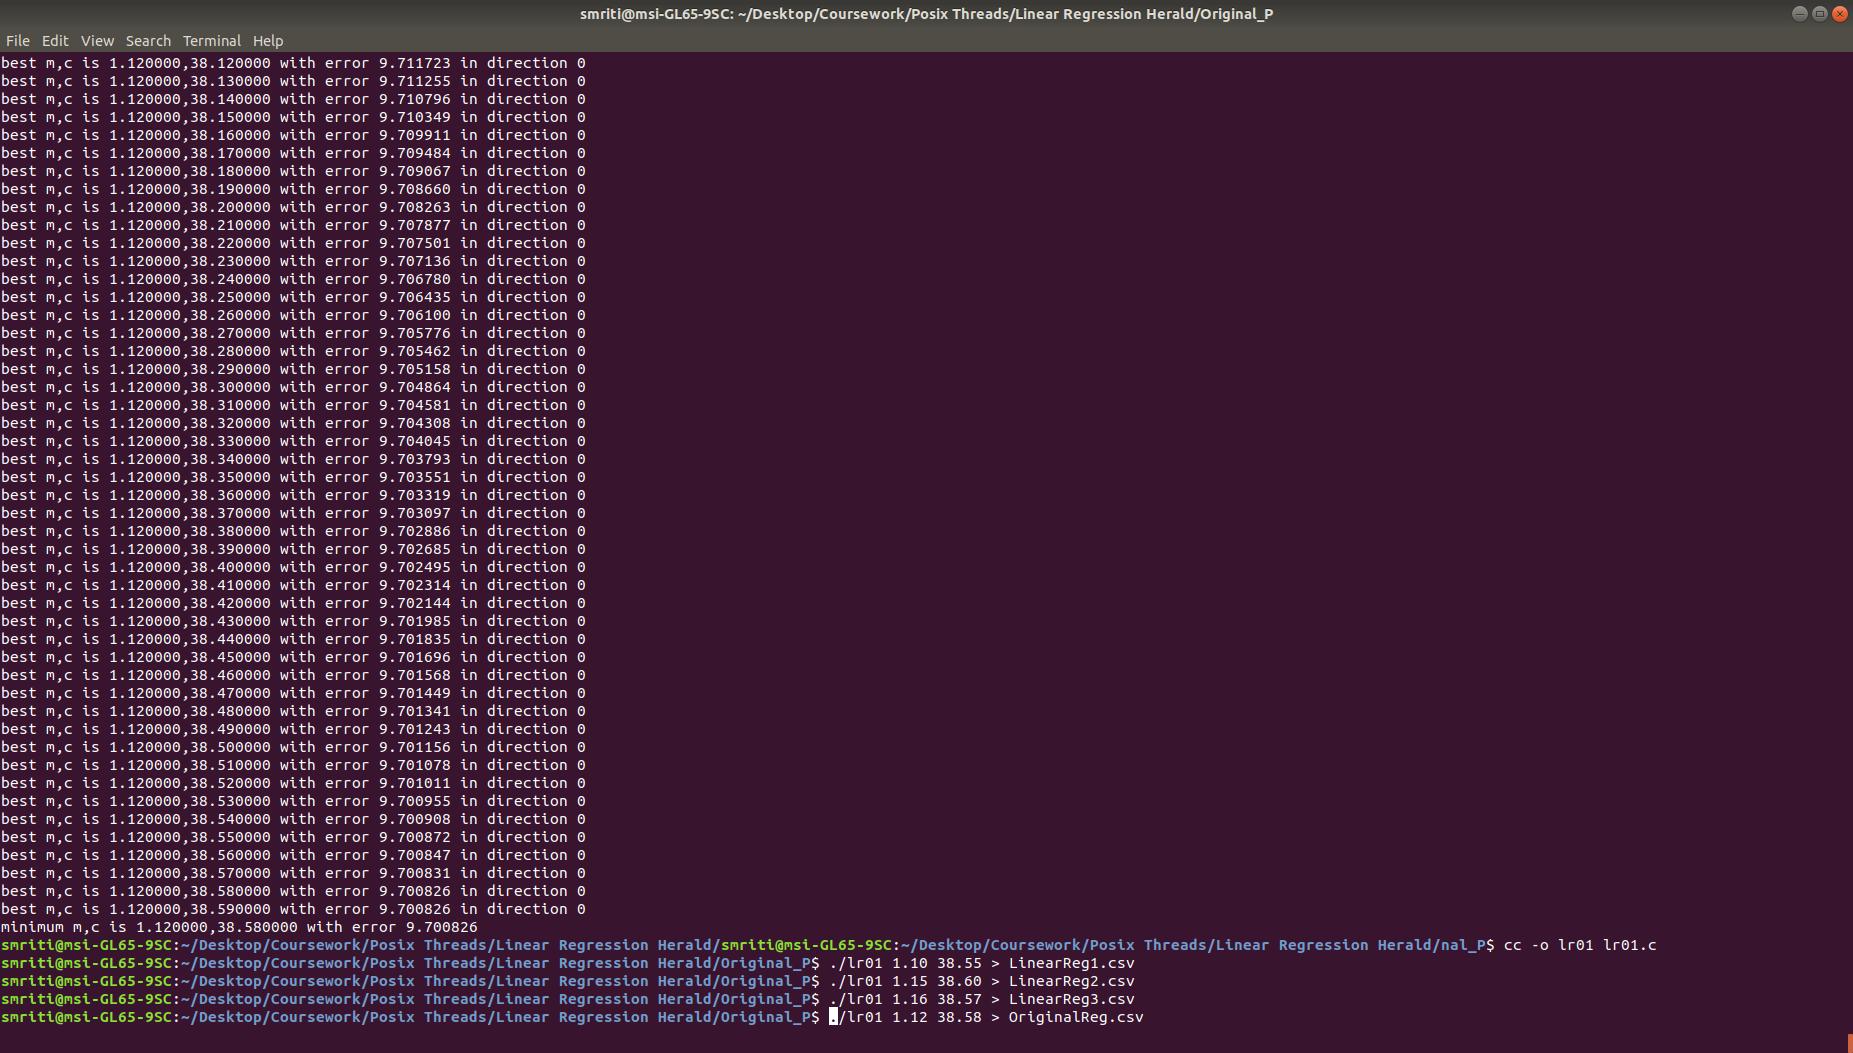 smriti@msi-GL65-9SC: ~/Desktop/Coursework/Posix Threads/Linear Regression Herald/Original_P
File Edit View Search Terminal Help
best m,c is 1.120000,38.120000 with error 9.711723 in direction 0
best m,c is 1.120000,38.130000 with error 9.711255 in direction 0
best m,c is 1.120000,38.140000 with error 9.710796 in direction 0
best m,c is 1.120000,38.150000 with error 9.710349 in direction 0
best m,c is 1.120000,38.160000 with error 9.709911 in direction 0
best m,c is 1.120000,38.170000 with error 9.709484 in direction 0
best m,c is 1.120000,38.180000 with error 9.709067 in direction 0
best m,c is 1.120000,38.190000 with error 9.708660 in direction 0
best m,c is 1.120000,38.200000 with error 9.708263 in direction 0
best m,c is 1.120000,38.210000 with error 9.707877 in direction 0
best m,c is 1.120000,38.220000 with error 9.707501 in direction 0
best m,c is 1.120000,38.230000 with error 9.707136 in direction 0
best m,c is 1.120000,38.240000 with error 9.706780 in direction 0
best m,c is 1.120000,38.250000 with error 9.706435 in direction 0
best m,c is 1.120000,38.260000 with error 9.706100 in direction 0
best m,c is 1.120000,38.270000 with error 9.705776 in direction 0
best m,c is 1.120000,38.280000 with error 9.705462 in direction 0
best m,c is 1.120000,38.290000 with error 9.705158 in direction 0
best m,c is 1.120000,38.300000 with error 9.704864 in direction 0
best m,c is 1.120000,38.310000 with error 9.704581 in direction 0
best m,c is 1.120000,38.320000 with error 9.704308 in direction 0
best m,c is 1.120000,38.330000 with error 9.704045 in direction 0
best m,c is 1.120000,38.340000 with error 9.703793 in direction 0
best m,c is 1.120000,38.350000 with error 9.703551 in direction 0
best m,c is 1.120000,38.360000 with error 9.703319 in direction 0
best m,c is 1.120000,38.370000 with error 9.703097 in direction 0
best m,c is 1.120000,38.380000 with error 9.702886 in direction 0
best m,c is 1.120000,38.390000 with error 9.702685 in direction 0
best m,c is 1.120000,38.400000 with error 9.702495 in direction 0
best m,c is 1.120000,38.410000 with error 9.702314 in direction 0
best m,c is 1.120000,38.420000 with error 9.702144 in direction 0
best m,c is 1.120000,38.430000 with error 9.701985 in direction 0
best m,c is 1.120000,38.440000 with error 9.701835 in direction 0
best m,c is 1.120000,38.450000 with error 9.701696 in direction 0
best m,c is 1.120000,38.460000 with error 9.701568 in direction 0
best m,c is 1.120000,38.470000 with error 9.701449 in direction 0
best m,c is 1.120000,38.480000 with error 9.701341 in direction 0
best m,c is 1.120000,38.490000 with error 9.701243 in direction 0
best m,c is 1.120000,38.500000 with error 9.701156 in direction 0
best m,c is 1.120000,38.510000 with error 9.701078 in direction 0
best m,c is 1.120000,38.520000 with error 9.701011 in direction 0
best m,c is 1.120000,38.530000 with error 9.700955 in direction 0
best m,c is 1.120000,38.540000 with error 9.700908 in direction 0
best m,c is 1.120000,38.550000 with error 9.700872 in direction 0
best m,c is 1.120000,38.560000 with error 9.700847 in direction 0
best m,c is 1.120000,38.570000 with error 9.700831 in direction 0
best m,c is 1.120000,38.580000 with error 9.700826 in direction 0
best m,c is 1.120000,38.590000 with error 9.700826 in direction 0
minimum m,c is 1.120000,38.580000 with error 9.700826
smriti@msi-GL65-9SC:~/Desktop/Coursework/Posix Threads/Linear Regression Herald/smriti@msi-GL65-9SC:~/Desktop/Coursework/Posix Threads/Linear Regression Herald/nal_P$ cc -o lr01 lr01.c
smriti@msi-GL65-9SC:~/Desktop/Coursework/Posix Threads/Linear Regression Herald/Original_P$ ./lr01 1.10 38.55 > LinearReg1.csv
smriti@msi-GL65-9SC:~/Desktop/Coursework/Posix Threads/Linear Regression Herald/Original_P$ ./lr01 1.15 38.60 > LinearReg2.csv
smriti@msi-GL65-9SC:~/Desktop/Coursework/Posix Threads/Linear Regression Herald/Original_P$ ./lr01 1.16 38.57 > LinearReg3.csv
smriti@msi-GL65-9SC:~/Desktop/Coursework/Posix Threads/Linear Regression Herald/Original_P$ ./lr01 1.12 38.58 > OriginalReg.csv